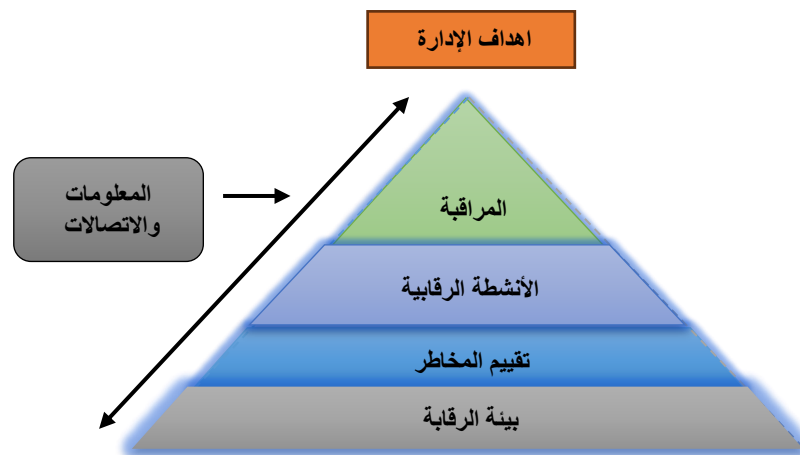 اهداف الإدارة
المعلومات
والاتصالات
المراقبة
الأنشطة الرقابية
تقييم المخاطر
بيئة الرقابة